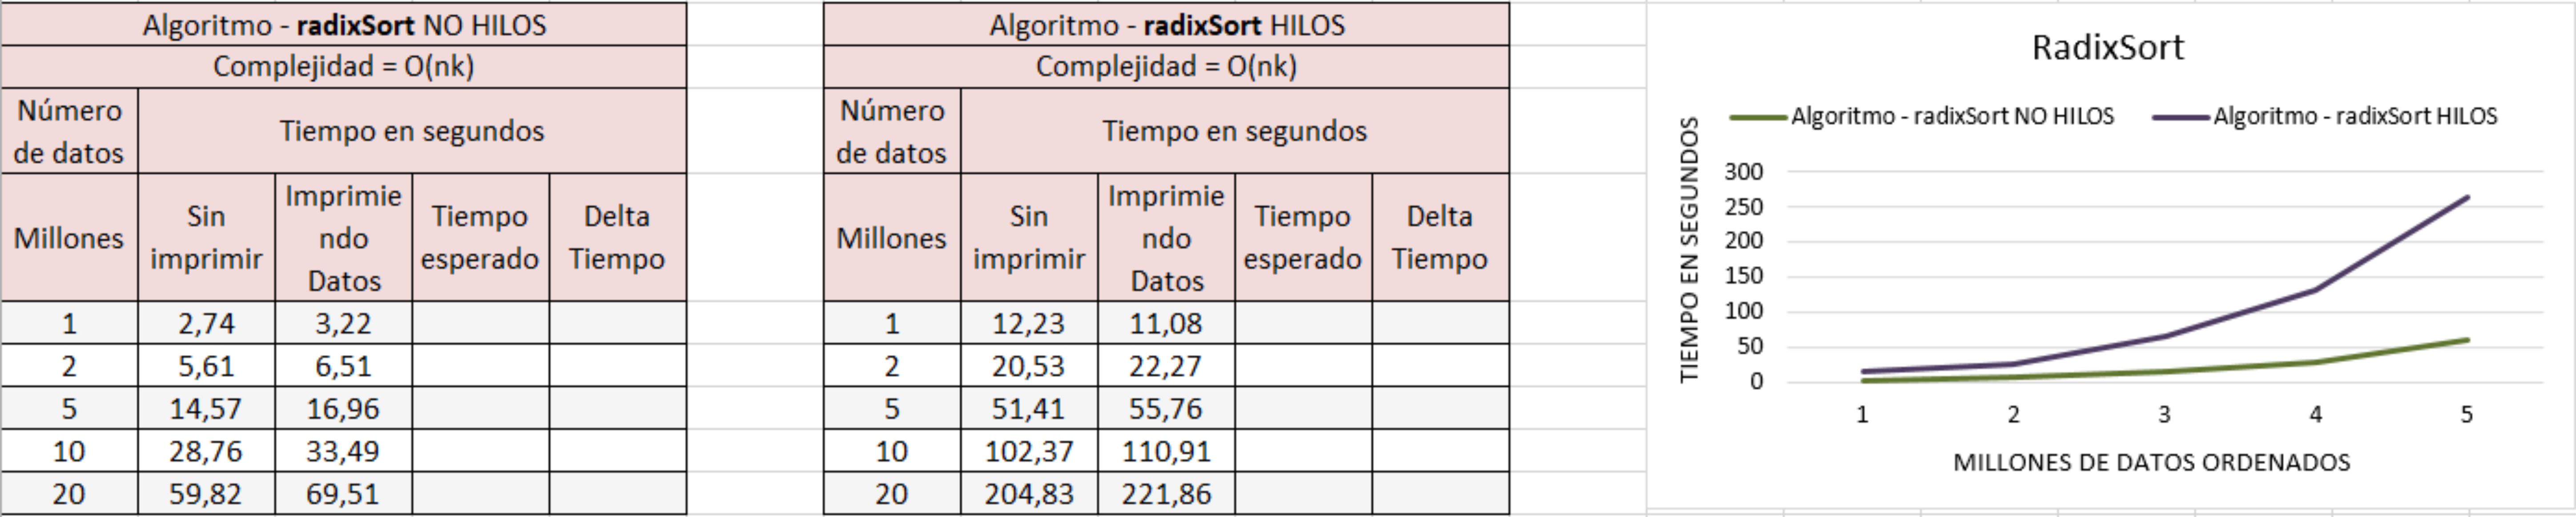 Algoritmo - radixSort NO HILOS
Complejidad = O(nk)
Número
de datos
Tiempo en segundos
Millones
Sin
imprimir
Imprimie
ndo
Datos
Tiempo
esperado
Delta
Tiempo
1 2,74 3,22
2 5,61 6,51
5 14,57 16,96
10 28,76 33,49
20 59,82 69,51
Algoritmo - radixSort HILOS
Complejidad = O(nk)
Número
de datos
Tiempo en segundos
Millones
Sin
imprimir
Imprimie
ndo
Datos
Tiempo
esperado
Delta
Tiempo
1 12,23 11,08
2 20,53 22,27
5 51,41 55,76
10 102,37 110,91
20 204,83 221,86
RadixSort
Algoritmo - radixSort NO HILOS Algoritmo - radixSort HILOS
TIEMPO EN SEGUNDOS
300
250
200
150
100
50
0
1 2 3 4 5
MILLONES DE DATOS ORDENADOS